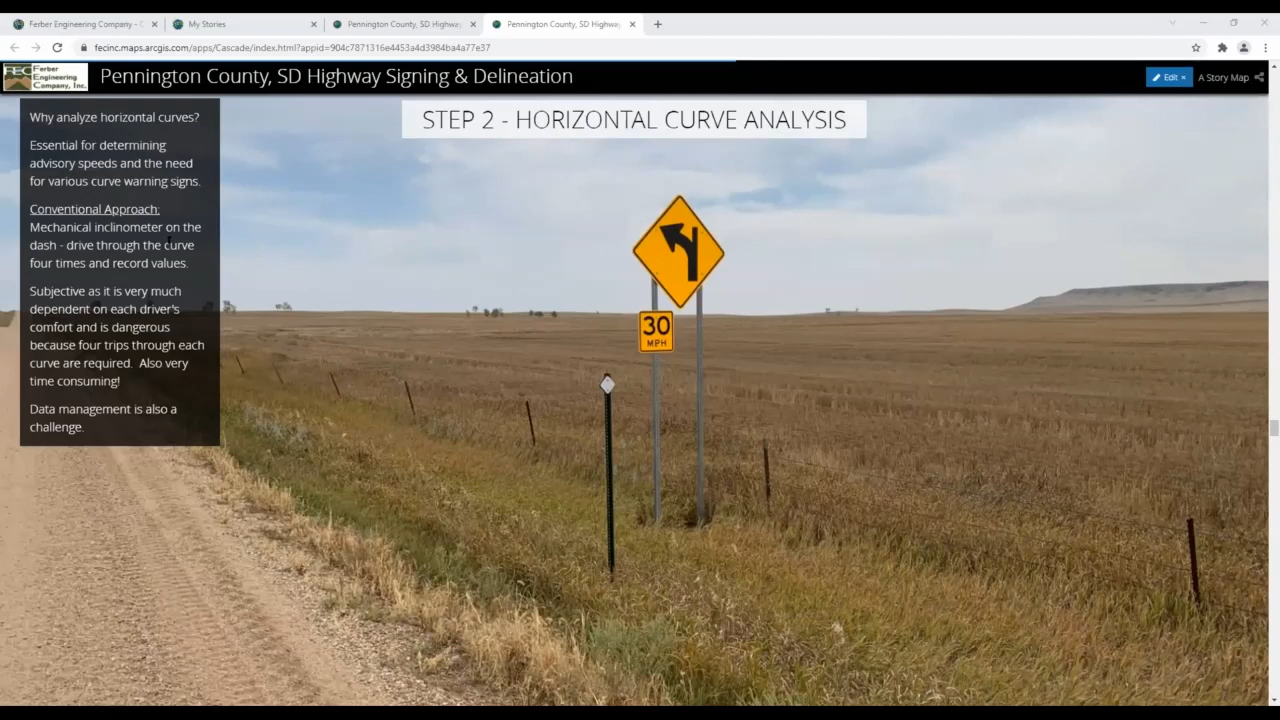 Ferber Engineering Company - C
My Stories
Pennington County, SD Highway
Pennington County, SD Highway
fecinc.maps.arcgis.com/apps/Cascade/index.html?appid=904c7871316e4453a4d3984ba4a77e37
FEC Ferber Engineering Company, Inc.
Pennington County, SD Highway Signing & Delineation
Edit
A Story Map
STEP 2 - HORIZONTAL CURVE ANALYSIS
Why analyze horizontal curves?
Essential for determining
advisory speeds and the need
for various curve warning signs.
Conventional Approach:
Mechanical inclinometer on the
dash - drive through the curve
four times and record values.
Subjective as it is very much
dependent on each driver's
comfort and is dangerous
because four trips through each
curve are required. Also very
time consuming!
Data management is also a
challenge.
30
MPH